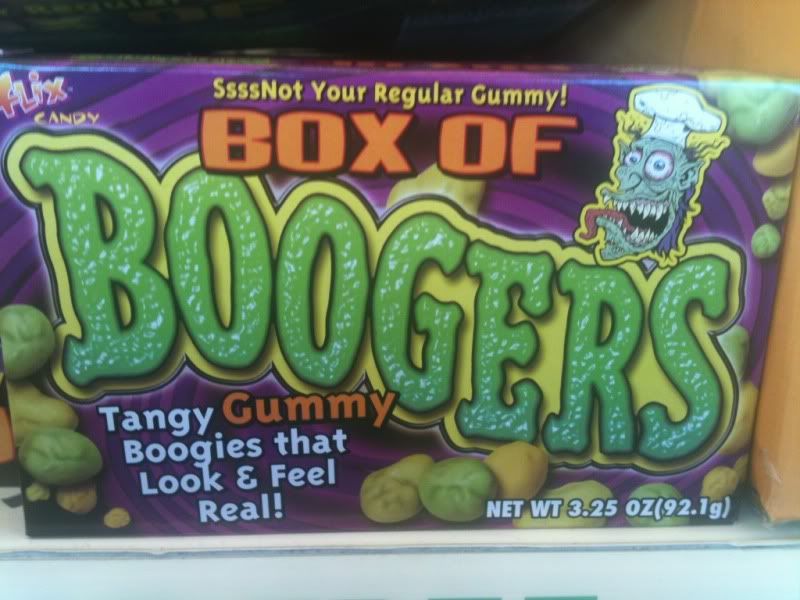 flix
CANDY
SsssNot Your Regular Gummy!
BOX OF
BOOGERS
Tangy Gummy
Boogies that
Look & Feel
Real!
NET WT 3.25 OZ(92.1g)